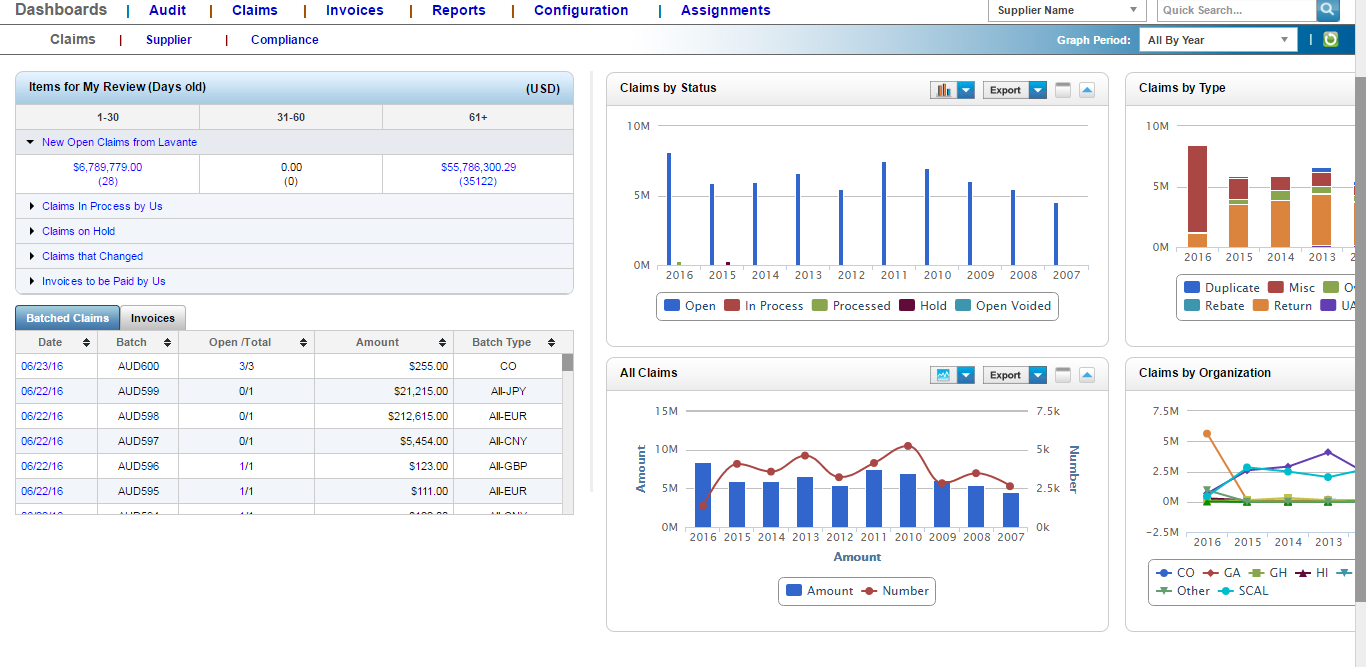 Dashboards | Audit | Claims | Invoices | Reports | Configuration | Assignments Supplier Name Quick Search...
Claims | Supplier | Compliance Graph Period: All By Year |
Items for My Review (Days old) (USD)
1-30 31-60 61+
New Open Claims from Lavante
$6,789,779.00 0.00 $55,786,300.29
(28) (0) (35122)
Claims In Process by Us
Claims on Hold
Claims that Changed
Invoices to be Paid by Us
Batched Claims Invoices
Date Batch Open /Total Amount Batch Type
06/23/16 AUD600 3/3 $255.00 CO
06/22/16 AUD599 0/1 $21,215.00 All-JPY
06/22/16 AUD598 0/1 $212,615.00 All-EUR
06/22/16 AUD597 0/1 $5,454.00 All-CNY
06/22/16 AUD596 1/1 $123.00 All-GBP
06/22/16 AUD595 1/1 $111.00 All-EUR
Claims by Status Export
10M
5M
0M
2016 2015 2014 2013 2012 2011 2010 2009 2008 2007
Open In Process Processed Hold Open Voided
Claims by Type
10M
5M
0M
2016 2015 2014 2013 2
Duplicate Misc
Rebate Return UA
All Claims Export
15M 7.5k
10M 5k
5M 2.5k
0M 0k
Amount
Number
2016 2015 2014 2013 2012 2011 2010 2009 2008 2007
Amount
Amount Number
Claims by Organization
7.5M
5M
2.5M
0M
-2.5M
2016 2015 2014 2013
CO GA GH HI
Other SCAL